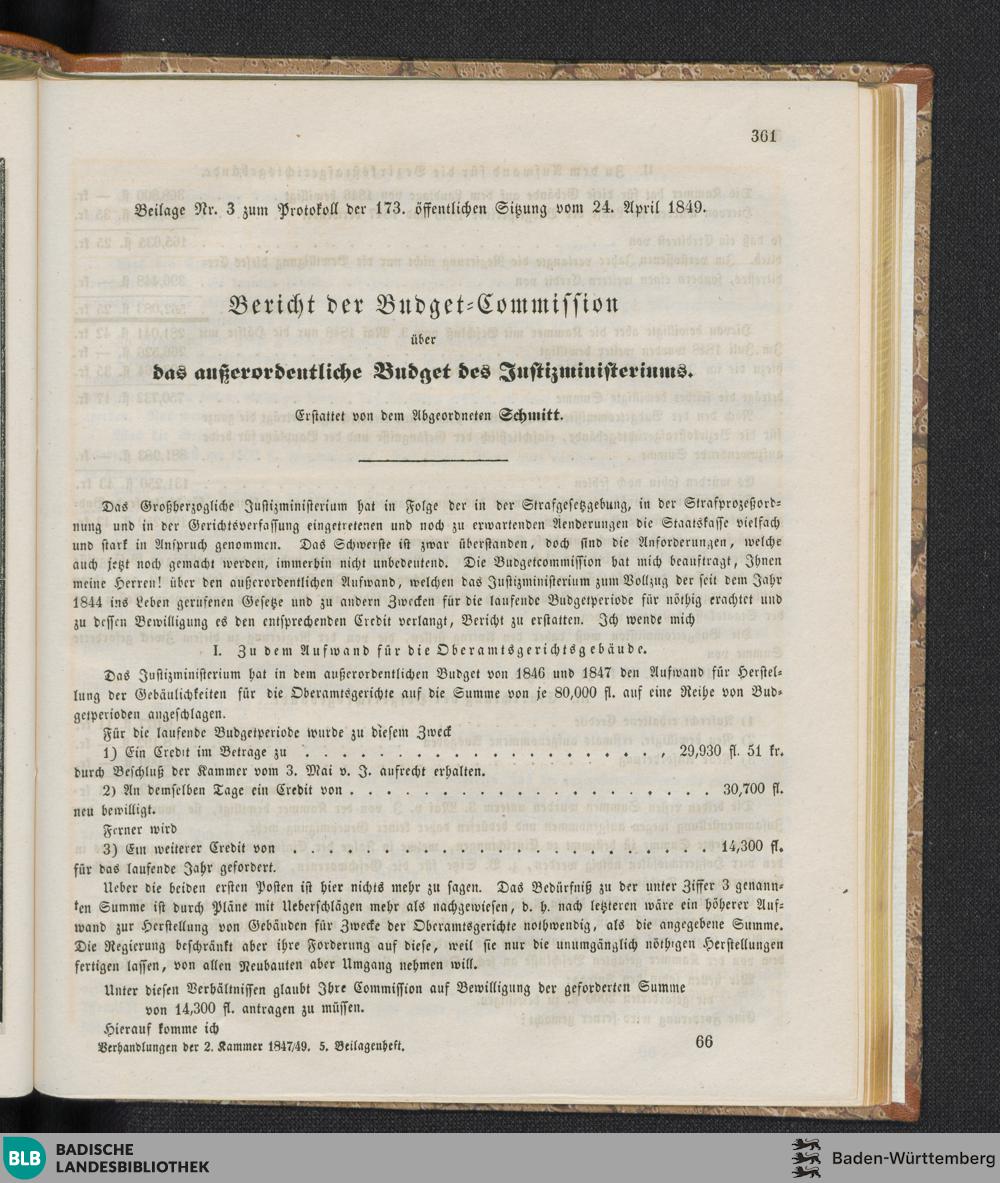 361
Beilage Nr. 3 zum Protokoll der 173. öffentlichen Sitzung vom 24. April 1849.
Bericht der Budget-Commission
über
das außerordentliche Budget des Justizministeriums.
Erstattet von dem Abgeordneten Schmitt.
Das Großherzogliche Justizministerium hat in Folge der in der Strafgesetzgebung, in der Strafprozeßord-
nung und in der Gerichtsverfassung eingetretenen und noch zu erwartenden Aenderungen die Staatskasse vielfach
und stark in Anspruch genommen. Das Schwerste ist zwar überstanden, doch sind die Anforderungen, welche
auch jetzt noch gemacht werden, immerhin nicht unbedeutend. Die Budgetcommission hat mich beauftragt, Ihnen
meine Herren! über den außerordentlichen Aufwand, welchen das Justizministerium zum Vollzug der seit dem Jahr
1844 ins Leben gerufenen Gesetze und zu andern Zwecken für die laufende Budgetperiode für nöthig erachtet und
zu dessen Bewilligung es den entsprechenden Credit verlangt, Bericht zu erstatten. Ich wende mich
I. Zu dem Aufwand für die Oberamtsgerichtsgebäude.
Das Justizministerium hat in dem außerordentlichen Budget von 1846 und 1847 den Aufwand für Herstel-
lung der Gebäulichkeiten für die Oberamtsgerichte auf die Summe von je 80,000 fl. auf eine Reihe von Bud-
getperioden angeschlagen.
Für die laufende Budgetperiode wurde zu diesem Zweck
1) Ein Credit im Betrage zu . . . . . . . . . . . . . . . . . . 29,930 fl. 51 kr.
durch Beschluß der Kammer vom 3. Mai v. J. aufrecht erhalten.
2) An demselben Tage ein Credit von . . . . . . . . . . . . . . . . . . 30,700 fl.
neu bewilligt.
Ferner wird
3) Ein weiterer Credit von . . . . . . . . . . . . . . . . . . . . . 14,300 fl.
für das laufende Jahr gefordert.
Ueber die beiden ersten Posten ist hier nichts mehr zu sagen. Das Bedürfniß zu der unter Ziffer 3 genann-
ten Summe ist durch Pläne mit Ueberschlägen mehr als nachgewiesen, d. h. nach letzteren wäre ein höherer Auf-
wand zur Herstellung von Gebäuden für Zwecke der Oberamtsgerichte nothwendig, als die angegebene Summe.
Die Regierung beschränkt aber ihre Forderung auf diese, weil sie nur die unumgänglich nöthigen Herstellungen
fertigen lassen, von allen Neubauten aber Umgang nehmen will.
Unter diesen Verhältnissen glaubt Ihre Commission auf Bewilligung der geforderten Summe
von 14,300 fl. antragen zu müssen.
Hierauf komme ich
Verhandlungen der 2. Kammer 1847/49. 5. Beilagenheft.
66
BLB BADISCHE
LANDESBIBLIOTHEK
Baden-Württemberg